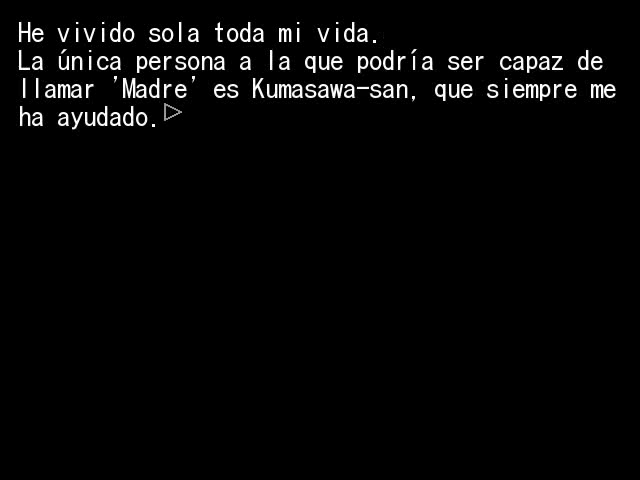 He vivido sola toda mi vida.
La única persona a la que podría ser capaz de
llamar 'Madre' es Kumasawa-san, que siempre me
ha ayudado.